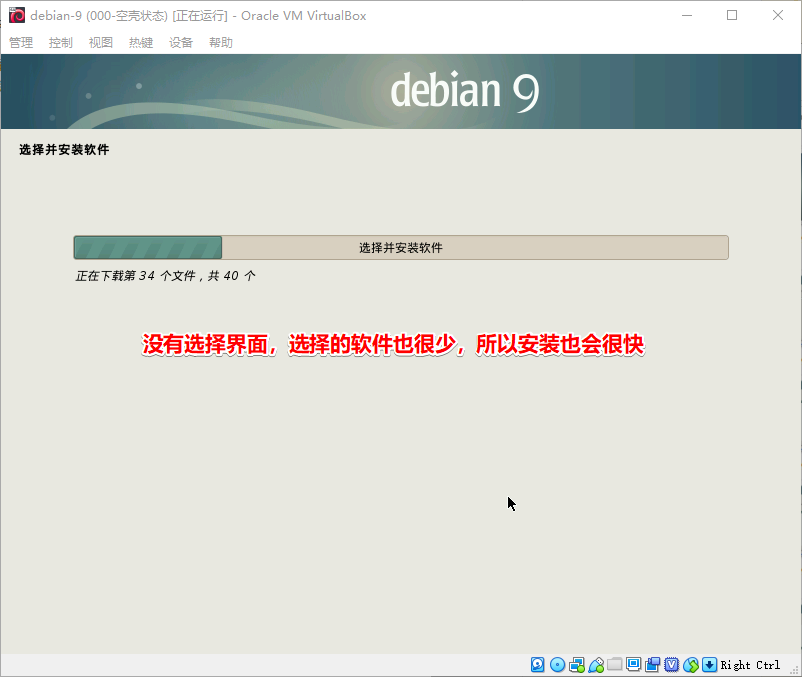 debian-9 (000-空壳状态) [正在运行] - Oracle VM VirtualBox
管理 控制 视图 热键 设备 帮助
debian 9
选择并安装软件
选择并安装软件
正在下载第 34 个文件，共 40 个
没有选择界面，选择的软件也很少，所以安装也会很快
Right Ctrl